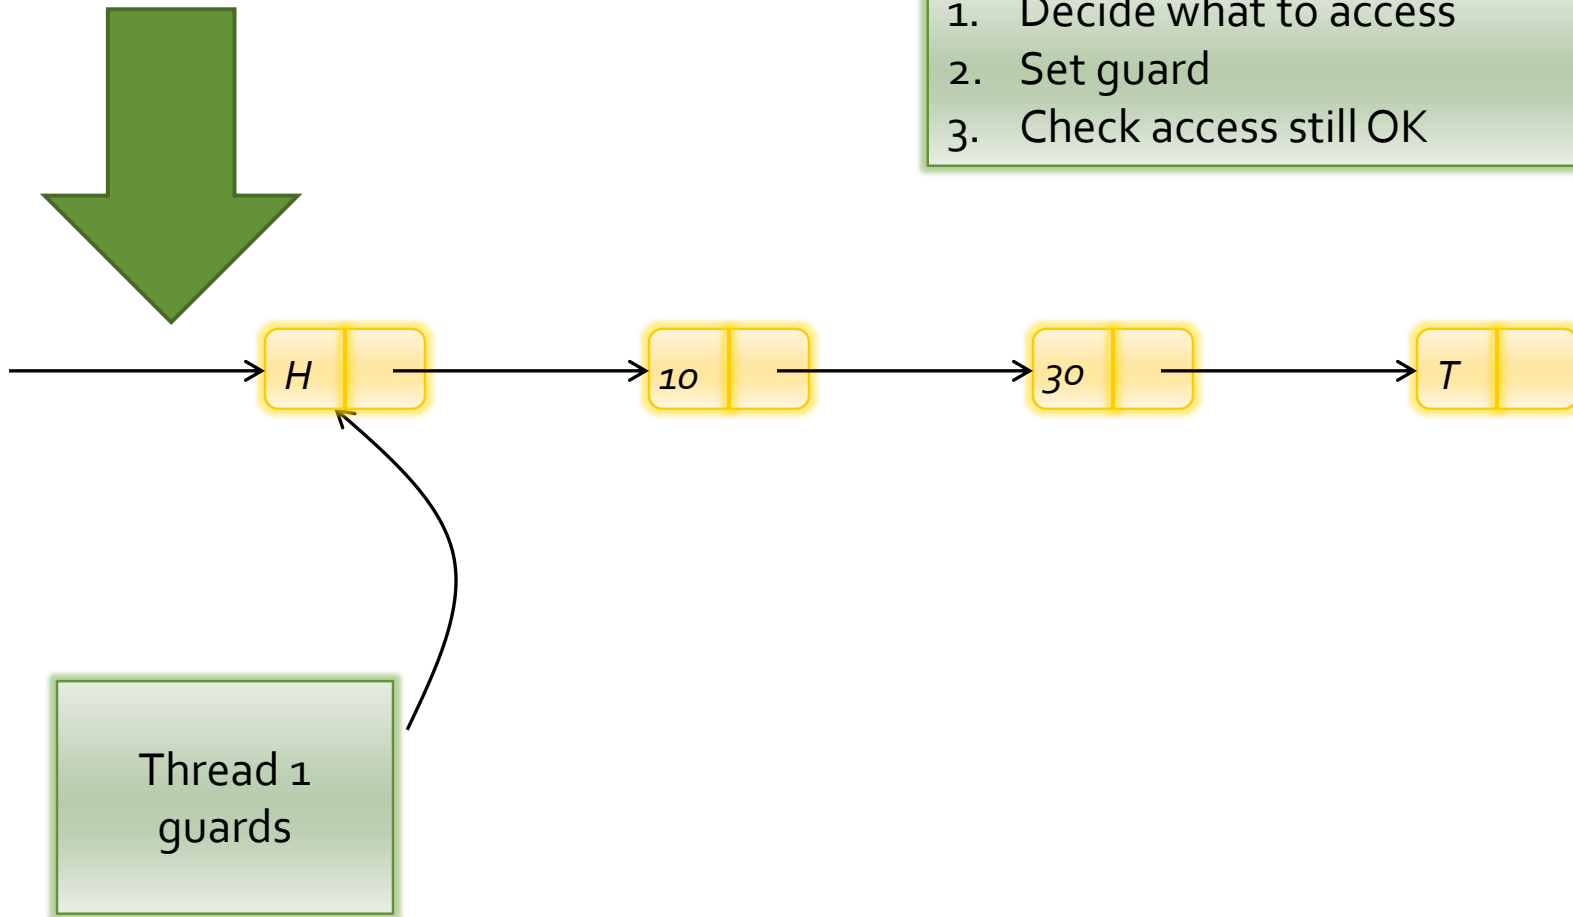 1. Decide what to access
2. Set guard
3. Check access still OK
H 10 30 T
Thread 1
guards